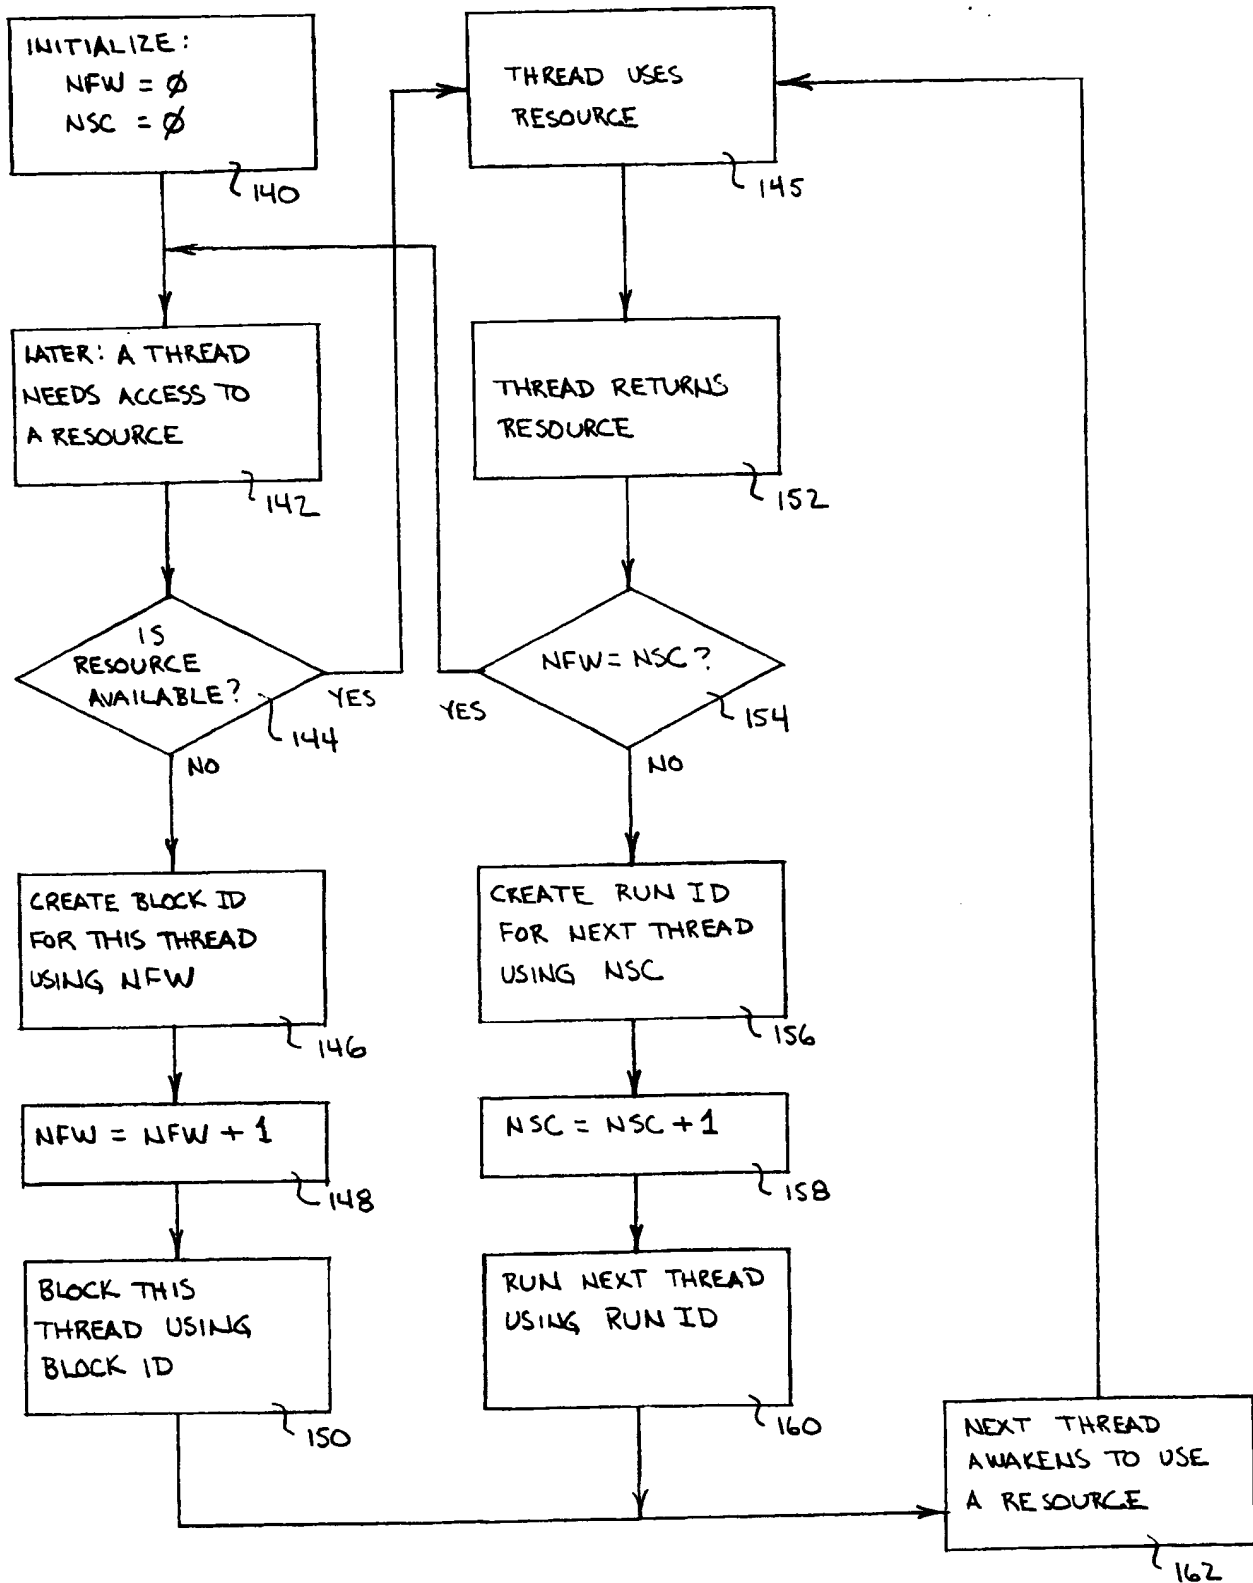 INITIALIZE:
NFW = Ø
NSC = Ø
140
THREAD USES
RESOURCE
145
LATER: A THREAD
NEEDS ACCESS TO
A RESOURCE
142
THREAD RETURNS
RESOURCE
152
IS
RESOURCE
AVAILABLE?
YES
144
NO
NFW = NSC?
YES
154
NO
CREATE BLOCK ID
FOR THIS THREAD
USING NFW
146
CREATE RUN ID
FOR NEXT THREAD
USING NSC
156
NFW = NFW + 1
148
NSC = NSC + 1
158
BLOCK THIS
THREAD USING
BLOCK ID
150
RUN NEXT THREAD
USING RUN ID
160
NEXT THREAD
AWAKENS TO USE
A RESOURCE
162